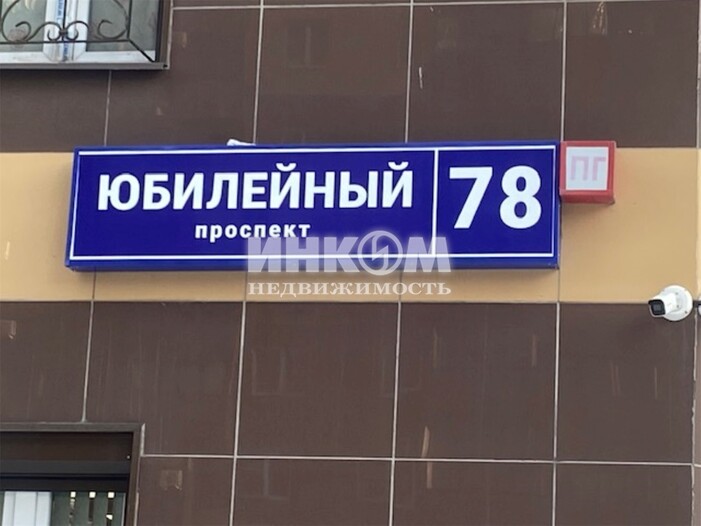 ЮБИЛЕЙНЫЙ
проспект
78
ПГ
ИНКОМ
НЕДВИЖИМОСТЬ